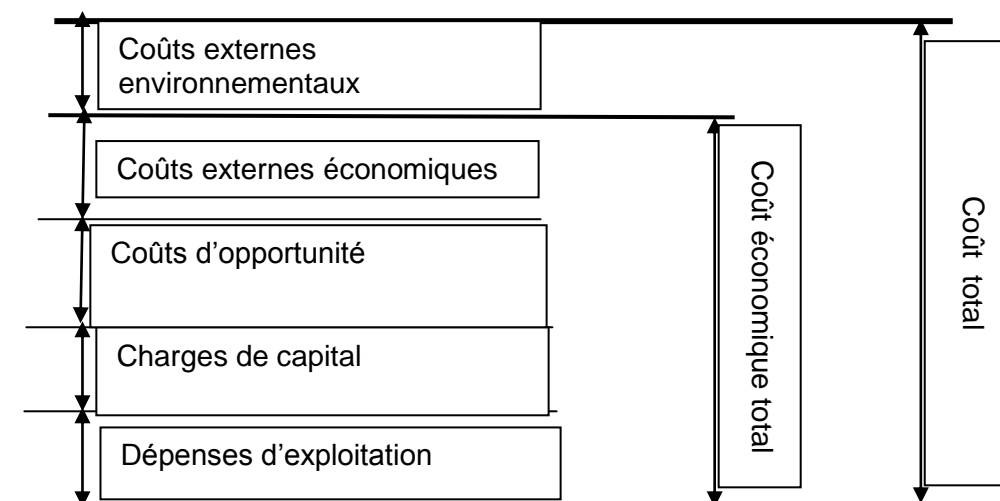 Coûts externes
environnementaux
Coûts externes économiques
Coûts d’opportunité
Charges de capital
Dépenses d’exploitation
Coût économique total
Coût total